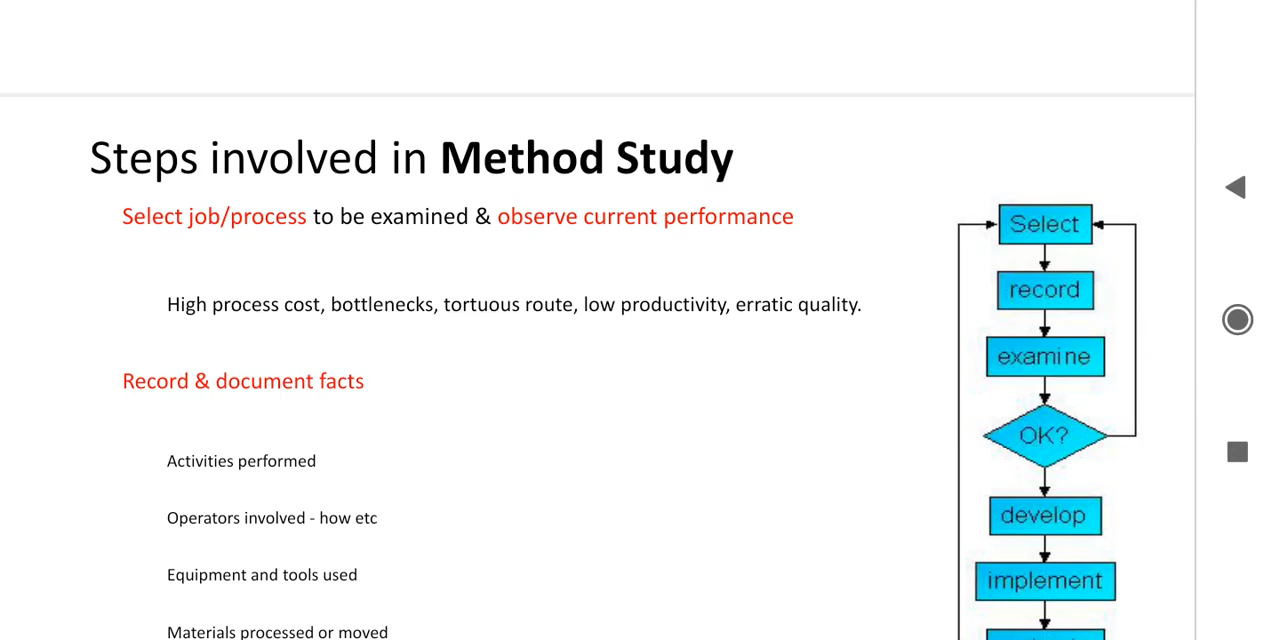 Steps involved in Method Study
Select job/process to be examined & observe current performance
High process cost, bottlenecks, tortuous route, low productivity, erratic quality.
Record & document facts
Activities performed
Operators involved - how etc
Equipment and tools used
Materials processed or moved
Select
record
examine
OK?
develop
implement